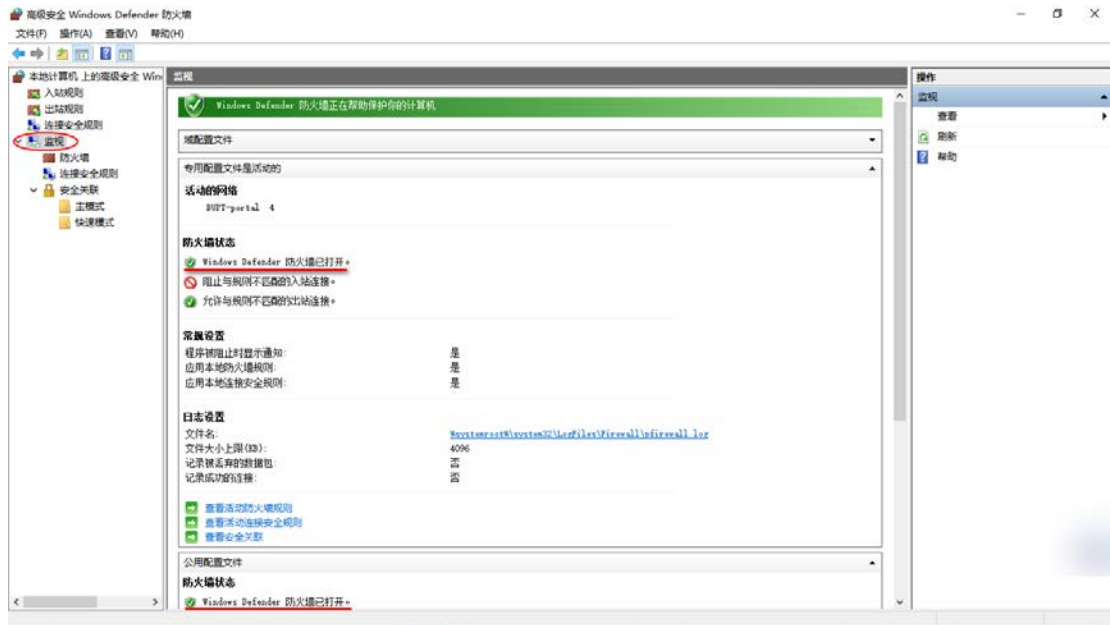 高级安全 Windows Defender 防火墙
文件(F) 操作(A) 查看(V) 帮助(H)
本地计算机 上的高级安全 Win
入站规则
出站规则
连接安全规则
监视
防火墙
连接安全规则
安全关联
主模式
快速模式
监视
Windows Defender 防火墙正在帮助保护你的计算机
域配置文件
专用配置文件是活动的
活动的网络
BUPT-portal 4
防火墙状态
Windows Defender 防火墙已打开。
阻止与规则不匹配的入站连接。
允许与规则不匹配的出站连接。
常规设置
程序被阻止时显示通知: 是
应用本地防火墙规则: 是
应用本地连接安全规则: 是
日志设置
文件名: %systemroot%\system32\LogFiles\Firewall\pfirewall.log
文件大小上限(KB): 4096
记录被丢弃的数据包: 否
记录成功的连接: 否
查看活动防火墙规则
查看活动连接安全规则
查看安全关联
公用配置文件
防火墙状态
Windows Defender 防火墙已打开。
操作
监视
查看
刷新
帮助